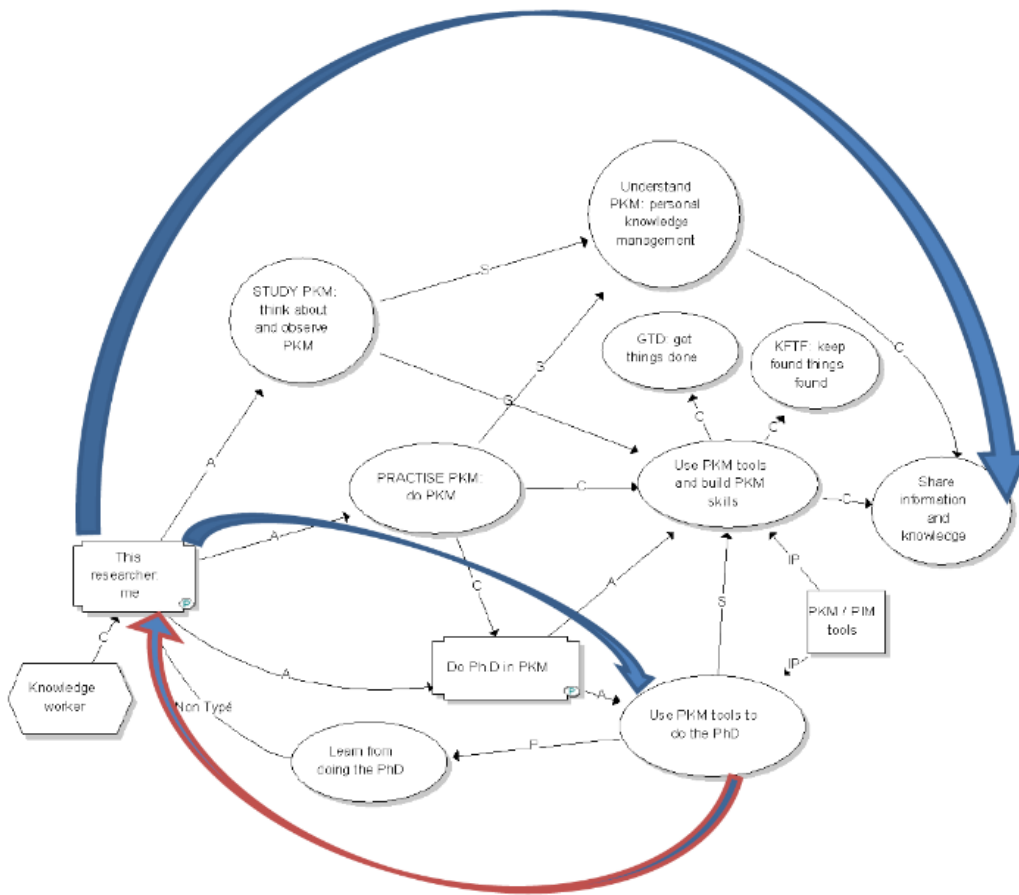 Understand
PKM: personal
knowledge
management
S
STUDY PKM:
think about
and observe
PKM
GTD: get
things done
KFTF: keep
found things
found
S
C
S
C
C
A
PRACTISE PKM:
do PKM
C
Use PKM tools
and build PKM
skills
C
Share
information
and
knowledge
A
This
researcher:
me
P
C
A
IP
S
PKM / PIM
tools
C
A
Do Ph.D in PKM
P
A
IP
Knowledge
worker
Non Typé
Use PKM tools to
do the PhD
P
Learn from
doing the PhD